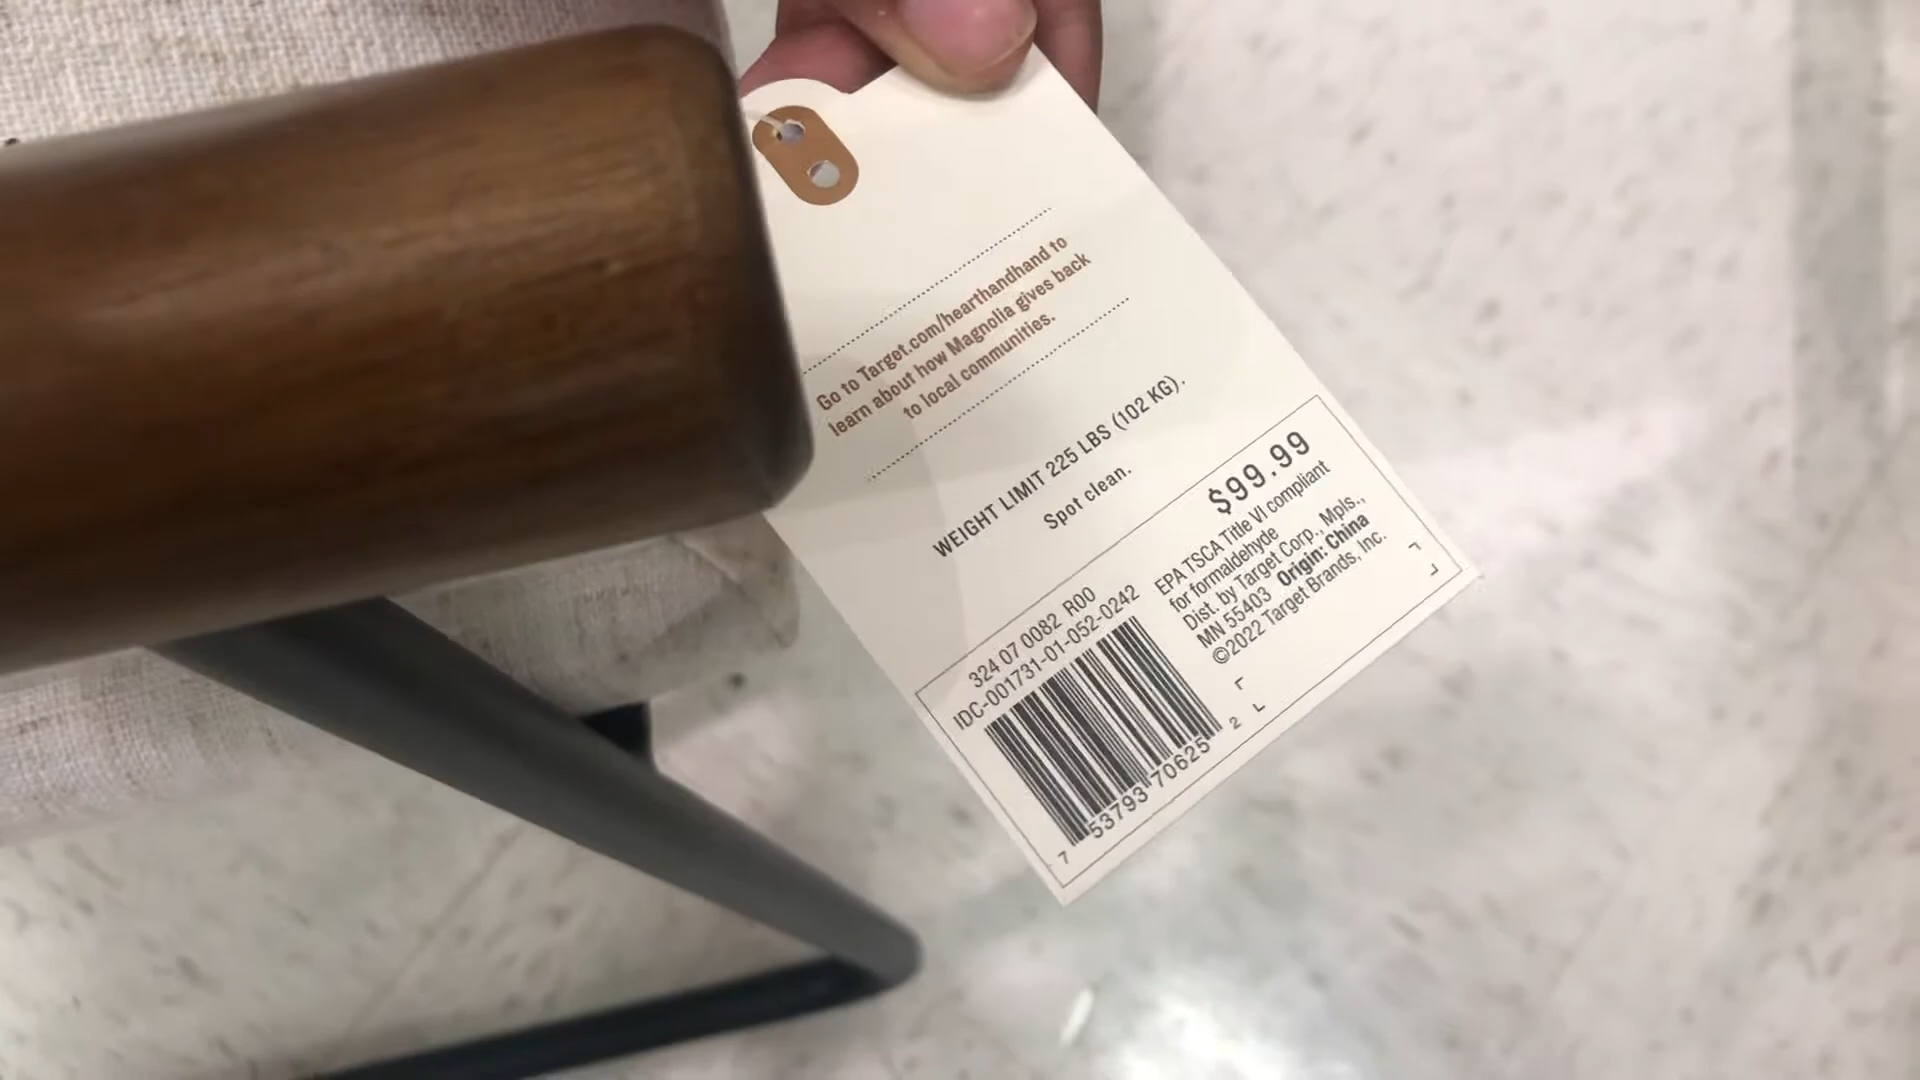 Go to Target.com/hearthandhand to
learn about how Magnolia gives back
to local communities.
WEIGHT LIMIT 225 LBS (102 KG).
Spot clean.
$99.99
EPA TSCA Title VI compliant
for formaldehyde
Dist. by Target Corp., Mpls.,
MN 55403 Origin: China
©2022 Target Brands, Inc.
324 07 0082 R00
IDC-001731-01-052-0242
7 53793 70625 2